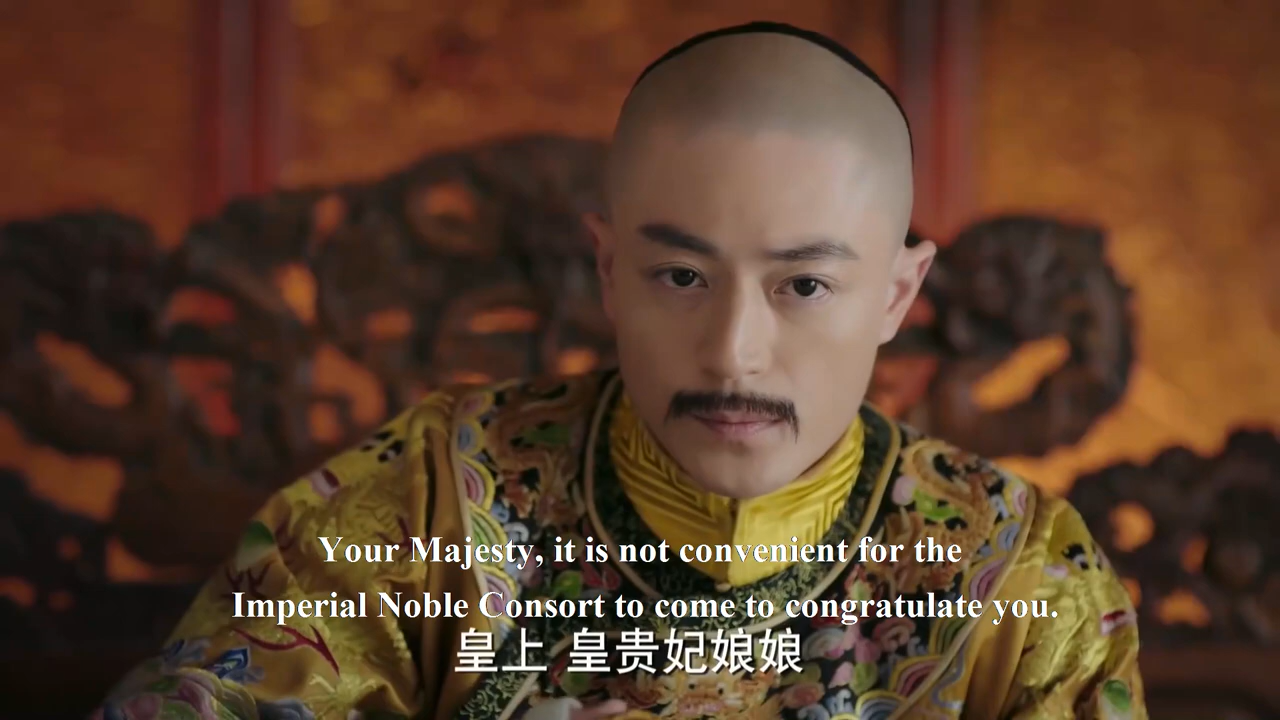 Your Majesty, it is not convenient for the
Imperial Noble Consort to come to congratulate you.
皇上 皇贵妃娘娘